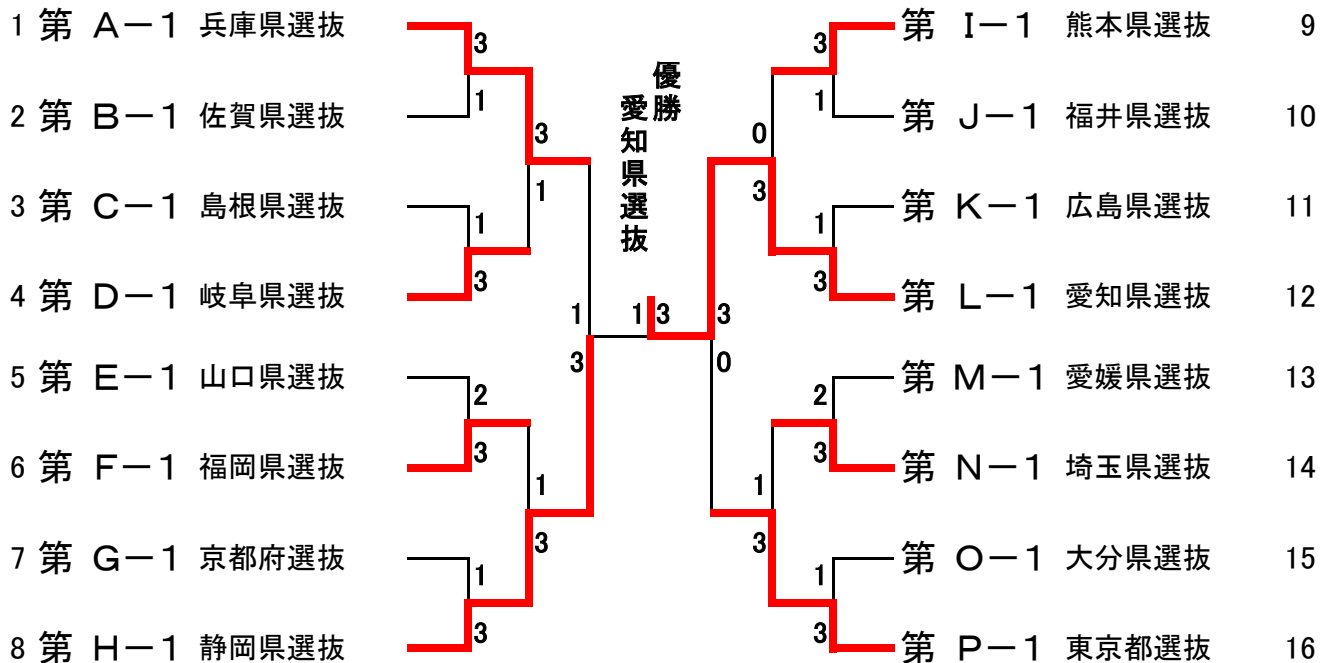 1 第 A－1 兵庫県選抜
2 第 B－1 佐賀県選抜
3 第 C－1 島根県選抜
4 第 D－1 岐阜県選抜
5 第 E－1 山口県選抜
6 第 F－1 福岡県選抜
7 第 G－1 京都府選抜
8 第 H－1 静岡県選抜
3
1
1
3
2
3
1
3
3
1
1
3
1
3
優勝
愛知県選抜
1 3
3
0
0
3
1
3
3
1
1
3
2
3
1
3
第 I－1 熊本県選抜 9
第 J－1 福井県選抜 10
第 K－1 広島県選抜 11
第 L－1 愛知県選抜 12
第 M－1 愛媛県選抜 13
第 N－1 埼玉県選抜 14
第 O－1 大分県選抜 15
第 P－1 東京都選抜 16